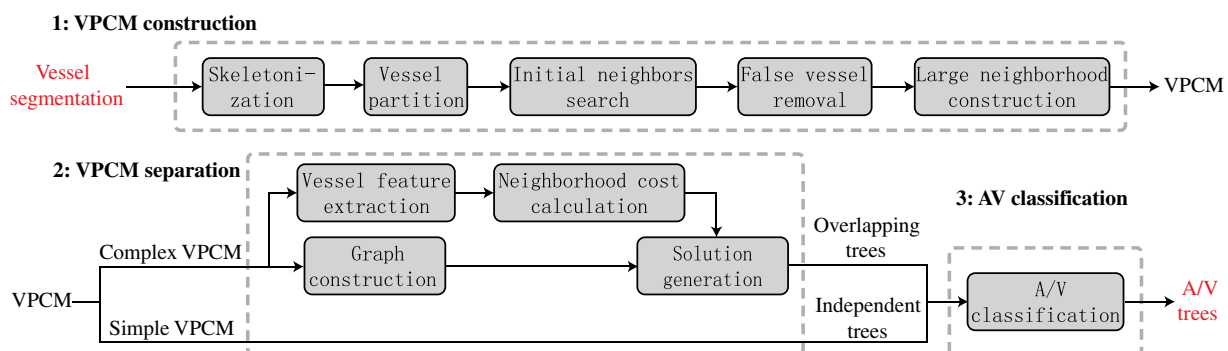 1: VPCM construction
Vessel
segmentation
Skeletoni-
zation
Vessel
partition
Initial neighbors
search
False vessel
removal
Large neighborhood
construction
VPCM
2: VPCM separation
Vessel feature
extraction
Neighborhood cost
calculation
3: AV classification
Complex VPCM
Graph
construction
Solution
generation
Overlapping
trees
VPCM
Simple VPCM
Independent
trees
A/V
classification
A/V
trees